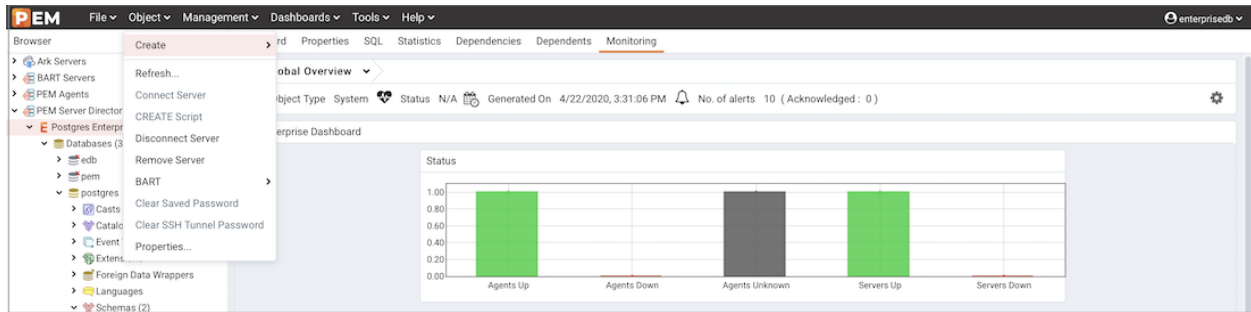 PEM File Object Management Dashboards Tools Help enterprisedb
Browser rd Properties SQL Statistics Dependencies Dependents Monitoring
Ark Servers
BART Servers
PEM Agents
PEM Server Director
Postgres Enterpr
Databases (3
edb
pem
postgres
Casts
Catalo
Event
Extens
Foreign Data Wrappers
Languages
Schemas (2)
Create
Refresh...
Connect Server
CREATE Script
Disconnect Server
Remove Server
BART
Clear Saved Password
Clear SSH Tunnel Password
Properties...
obal Overview
bject Type System Status N/A Generated On 4/22/2020, 3:31:06 PM No. of alerts 10 (Acknowledged: 0)
erprise Dashboard
Status
1.00
0.80
0.60
0.40
0.20
0.00
Agents Up Agents Down Agents Unknown Servers Up Servers Down